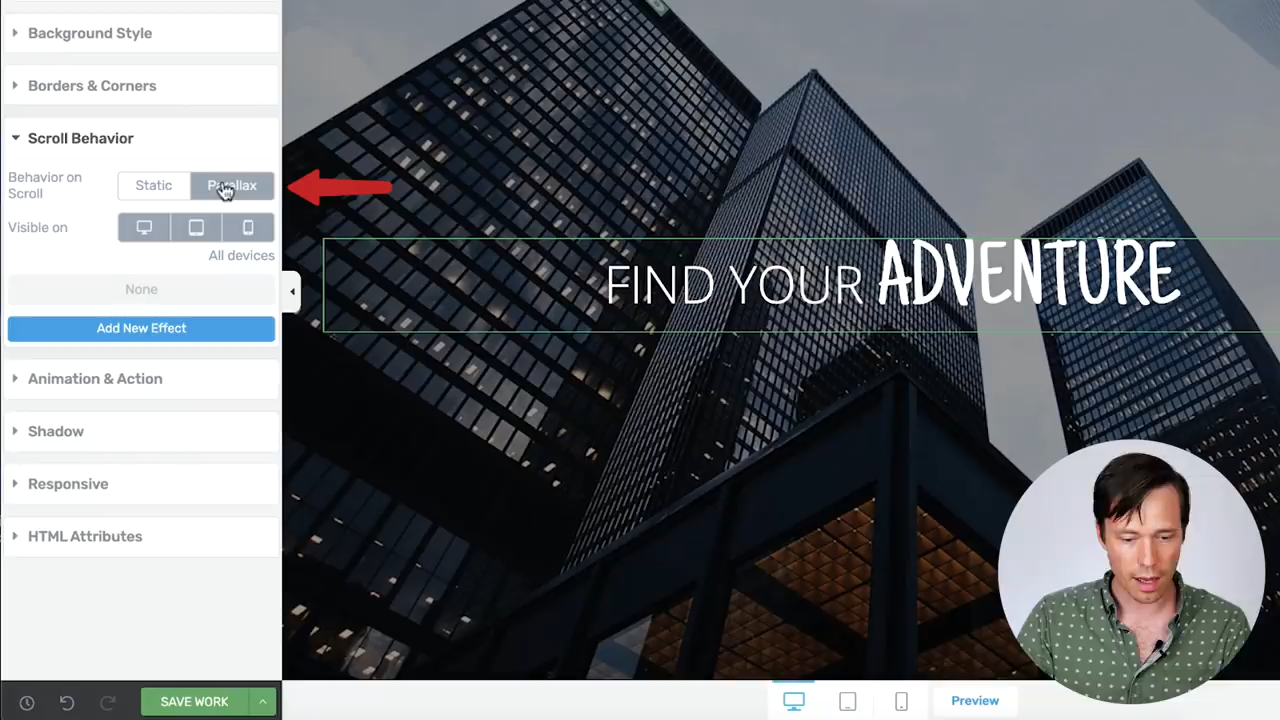 Background Style
Borders & Corners
Scroll Behavior
Behavior on
Scroll
Static
Parallax
Visible on
All devices
None
Add New Effect
Animation & Action
Shadow
Responsive
HTML Attributes
FIND YOUR ADVENTURE
SAVE WORK
Preview